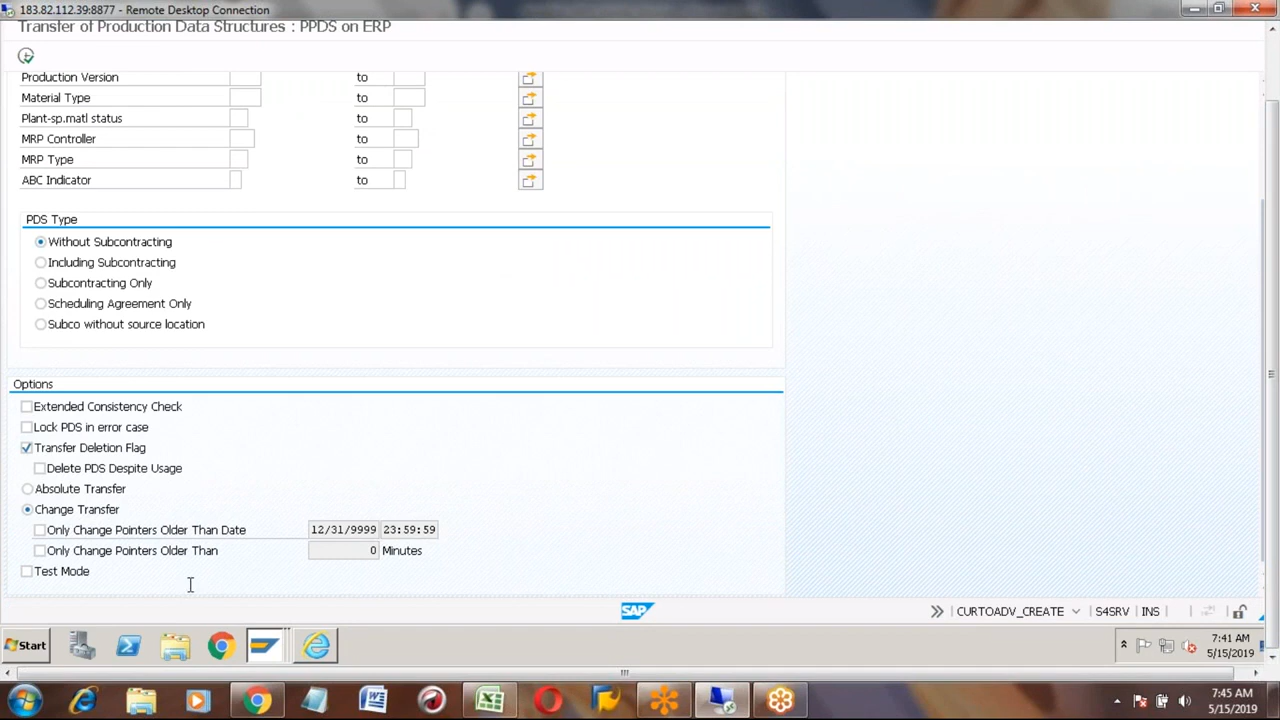 183.82.112.39:8877 - Remote Desktop Connection
Transfer of Production Data Structures : PPDS on ERP
Production Version to
Material Type to
Plant-sp.matl status to
MRP Controller to
MRP Type to
ABC Indicator to
PDS Type
Without Subcontracting
Including Subcontracting
Subcontracting Only
Scheduling Agreement Only
Subco without source location
Options
Extended Consistency Check
Lock PDS in error case
Transfer Deletion Flag
Delete PDS Despite Usage
Absolute Transfer
Change Transfer
Only Change Pointers Older Than Date 12/31/9999 23:59:59
Only Change Pointers Older Than 0 Minutes
Test Mode
SAP CURTOADV_CREATE S4SRV INS
Start 7:41 AM
5/15/2019
7:45 AM
5/15/2019